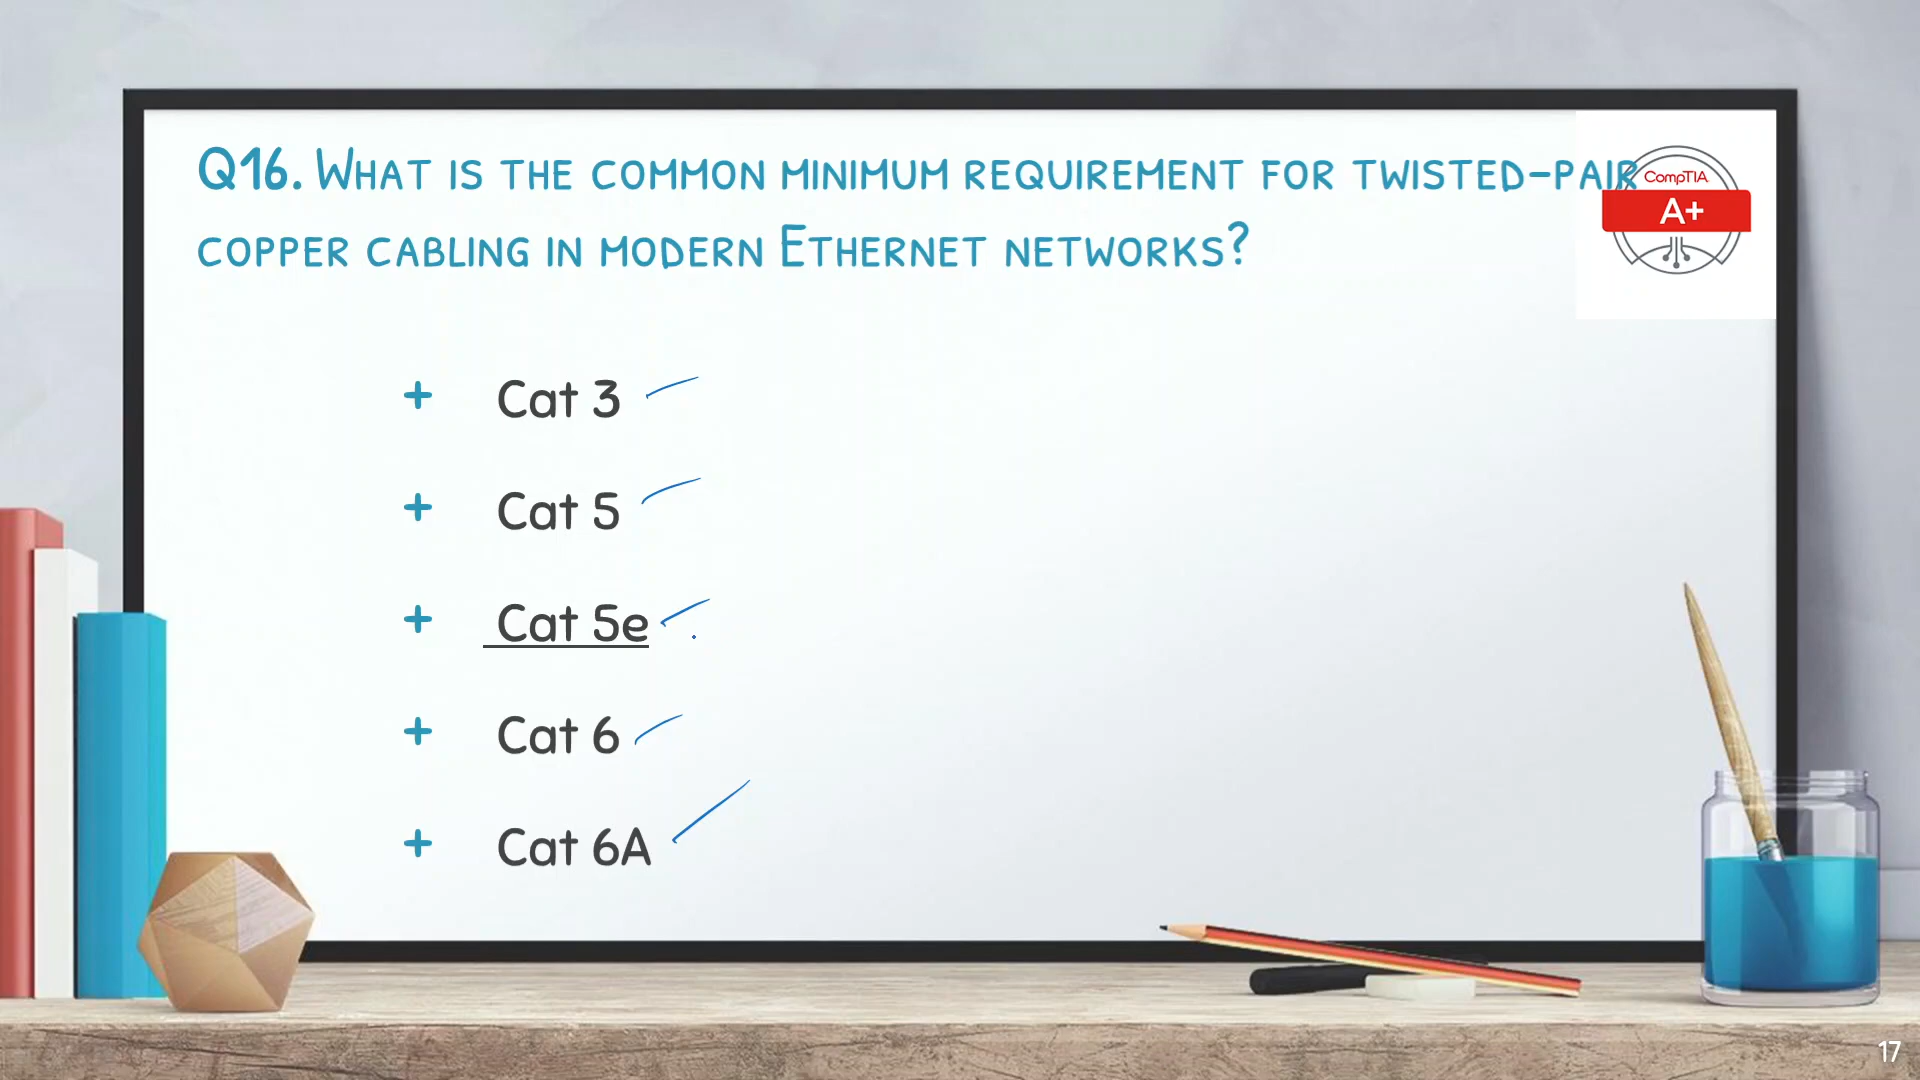 Q16. What is the common minimum requirement for twisted-pair
copper cabling in modern Ethernet networks?
CompTIA
A+
+ Cat 3
+ Cat 5
+ Cat 5e
+ Cat 6
+ Cat 6A
17